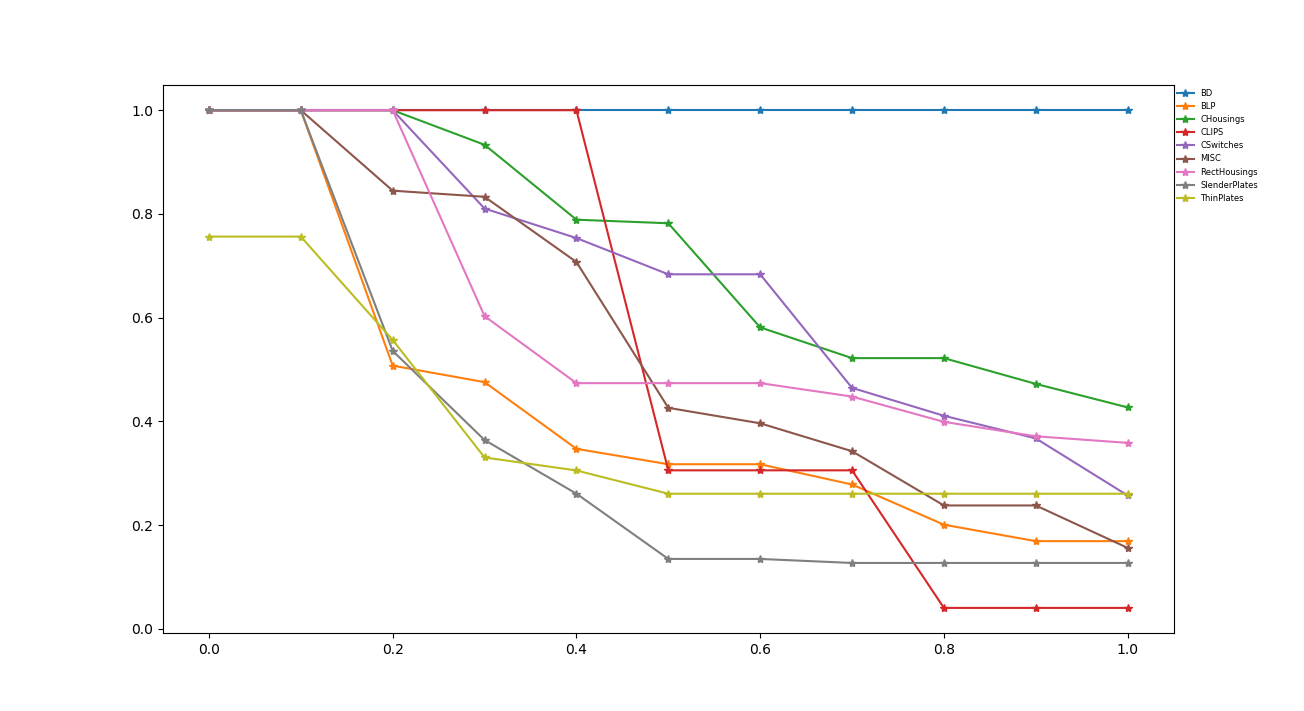 1.0
0.8
0.6
0.4
0.2
0.0
0.0 0.2 0.4 0.6 0.8 1.0
BD
BLP
CHousings
CLIPS
CSwitches
MISC
RectHousings
SlenderPlates
ThinPlates